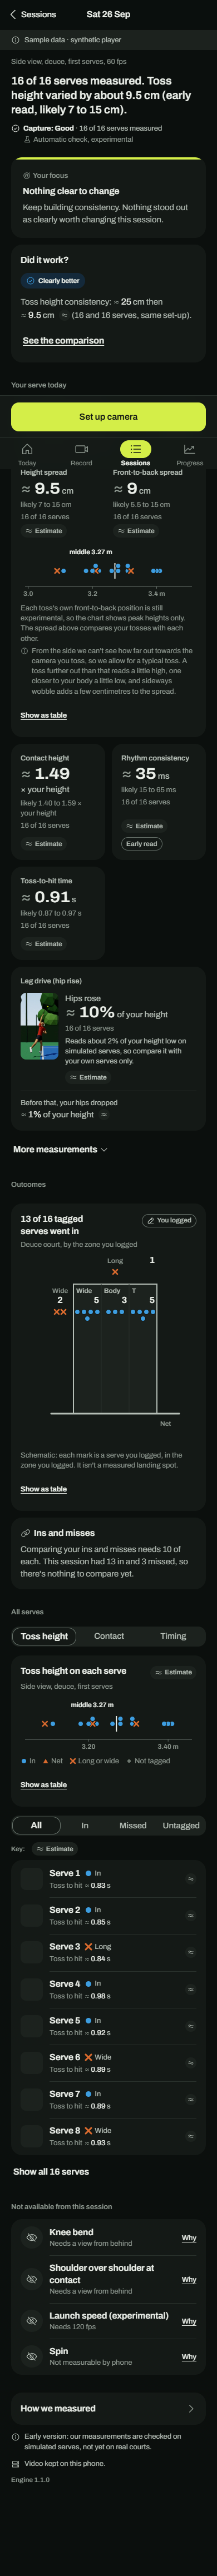 Sessions
Sat 26 Sep
Sample data · synthetic player
Side view, deuce, first serves, 60 fps
16 of 16 serves measured. Toss
height varied by about 9.5 cm (early
read, likely 7 to 15 cm).
Capture: Good · 16 of 16 serves measured
Automatic check, experimental
Your focus
Nothing clear to change
Keep building consistency. Nothing stood out
as clearly worth changing this session.
Did it work?
Clearly better
Toss height consistency: ≈ 25 cm then
≈ 9.5 cm ≈ (16 and 16 serves, same set-up).
See the comparison
Your serve today
Set up camera
Today
Record
Sessions
Progress
Height spread
≈ 9.5 cm
likely 7 to 15 cm
16 of 16 serves
≈ Estimate
Front-to-back spread
≈ 9 cm
likely 5.5 to 15 cm
16 of 16 serves
≈ Estimate
middle 3.27 m
3.0
3.2
3.4 m
Each toss's own front-to-back position is still
experimental, so the chart shows peak heights only.
The spread above compares your tosses with each
other.
From the side we can't see how far out towards the
camera you toss, so we allow for a typical toss. A
toss further out than that reads a little high, one
closer to your body a little low, and sideways
wobble adds a few centimetres to the spread.
Show as table
Contact height
≈ 1.49
× your height
likely 1.40 to 1.59 ×
your height
16 of 16 serves
≈ Estimate
Rhythm consistency
≈ 35 ms
likely 15 to 65 ms
16 of 16 serves
≈ Estimate
Early read
Toss-to-hit time
≈ 0.91 s
likely 0.87 to 0.97 s
16 of 16 serves
≈ Estimate
Leg drive (hip rise)
Hips rose
≈ 10% of your height
16 of 16 serves
Reads about 2% of your height low on
simulated serves, so compare it with
your own serves only.
≈ Estimate
Before that, your hips dropped
≈ 1% of your height ≈
More measurements
Outcomes
13 of 16 tagged
serves went in
You logged
Deuce court, by the zone you logged
Long
1
Wide
2
Wide
5
Body
3
T
5
Net
Schematic: each mark is a serve you logged, in the
zone you logged. It isn't a measured landing spot.
Show as table
Ins and misses
Comparing your ins and misses needs 10 of
each. This session had 13 in and 3 missed, so
there's nothing to compare yet.
All serves
Toss height
Contact
Timing
Toss height on each serve
≈ Estimate
Side view, deuce, first serves
middle 3.27 m
3.20
3.40 m
In
Net
Long or wide
Not tagged
Show as table
All
In
Missed
Untagged
Key:
≈ Estimate
Serve 1 In
Toss to hit ≈ 0.83 s
Serve 2 In
Toss to hit ≈ 0.85 s
Serve 3 Long
Toss to hit ≈ 0.84 s
Serve 4 In
Toss to hit ≈ 0.98 s
Serve 5 In
Toss to hit ≈ 0.92 s
Serve 6 Wide
Toss to hit ≈ 0.89 s
Serve 7 In
Toss to hit ≈ 0.89 s
Serve 8 Wide
Toss to hit ≈ 0.93 s
Show all 16 serves
Not available from this session
Knee bend
Needs a view from behind
Why
Shoulder over shoulder at
contact
Needs a view from behind
Why
Launch speed (experimental)
Needs 120 fps
Why
Spin
Not measurable by phone
Why
How we measured
Early version: our measurements are checked on
simulated serves, not yet on real courts.
Video kept on this phone.
Engine 1.1.0